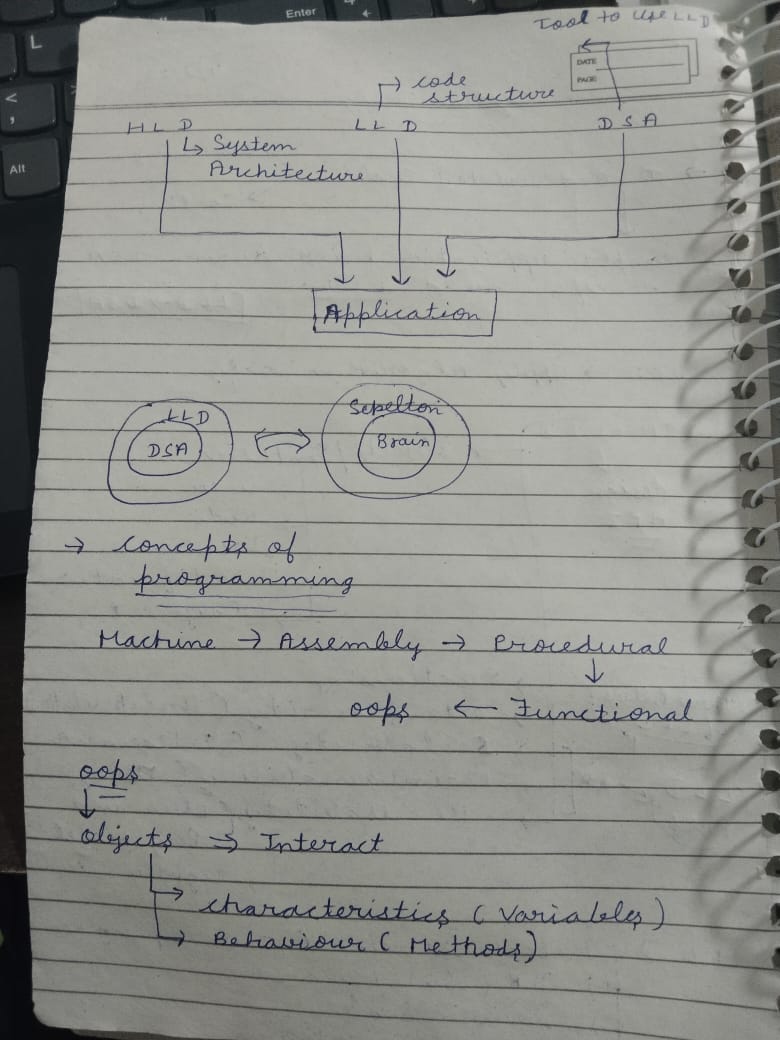 Enter
L
<
,
Alt
Tool to use LLD
DATE
PAGE
→ code
structure
HLD LLD DSA
↳ System
Architecture
Application
LLD
DSA
Sekelton
Brain
→ concepts of
programming
Machine → Assembly → Procedural
↓
oops ← Functional
oops
↓
objects → Interact
→ characteristics (variables)
→ Behaviour (Methods)